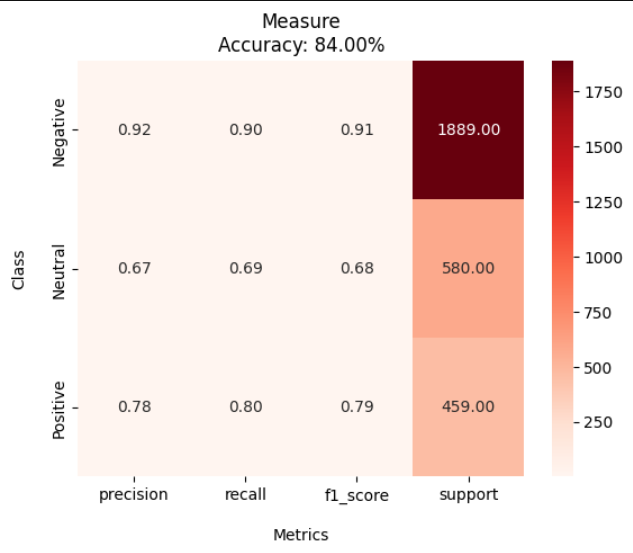 Measure
Accuracy: 84.00%
Class
Negative 0.92 0.90 0.91 1889.00
Neutral 0.67 0.69 0.68 580.00
Positive 0.78 0.80 0.79 459.00
precision recall f1_score support
Metrics
1750
1500
1250
1000
750
500
250